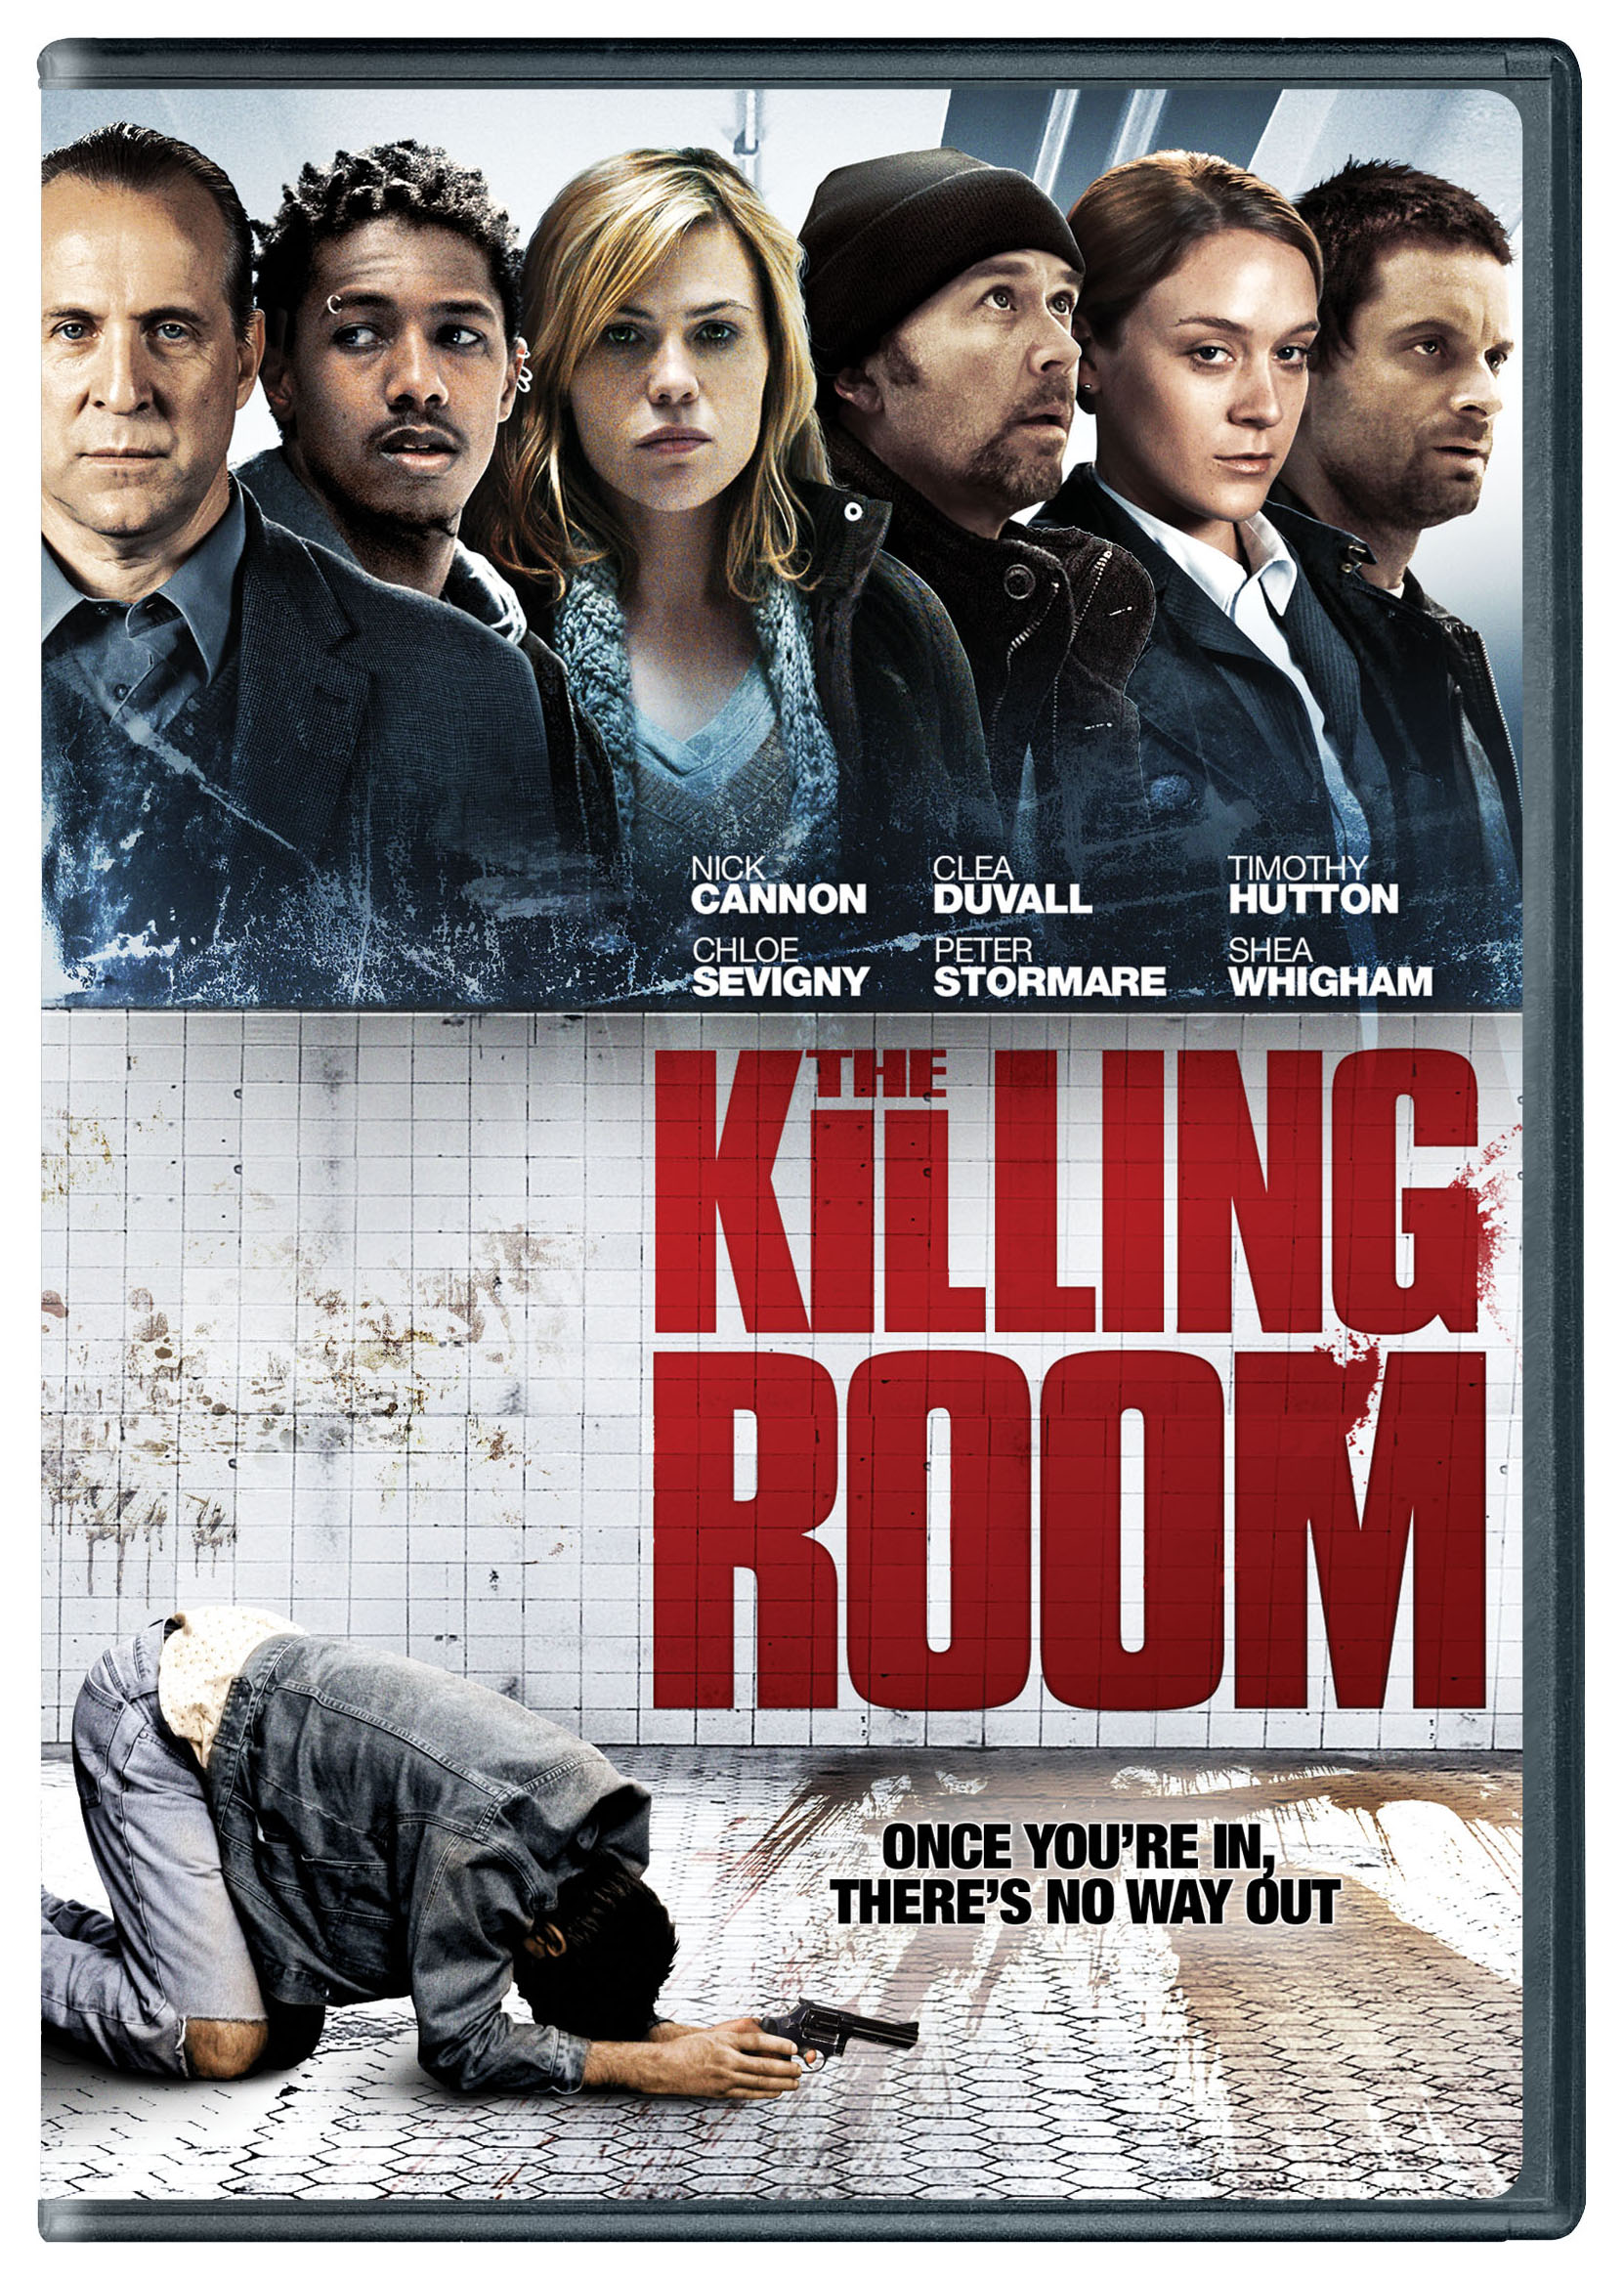 NICK CANNON
CLEA DUVALL
TIMOTHY HUTTON
CHLOE SEVIGNY
PETER STORMARE
SHEA WHIGHAM
THE
KiLLING
ROOM
ONCE YOU'RE IN,
THERE'S NO WAY OUT